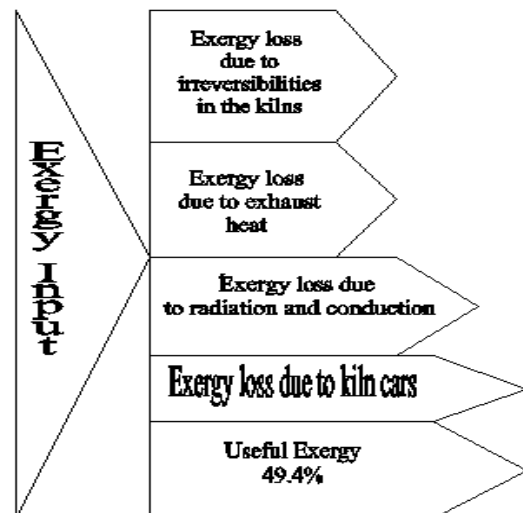 Exergy Input
Exergy loss
due to
irreversibilities
in the kilns
Exergy loss
due to exhaust
heat
Exergy loss due
to radiation and conduction
Exergy loss due to kiln cars
Useful Exergy
49.4%